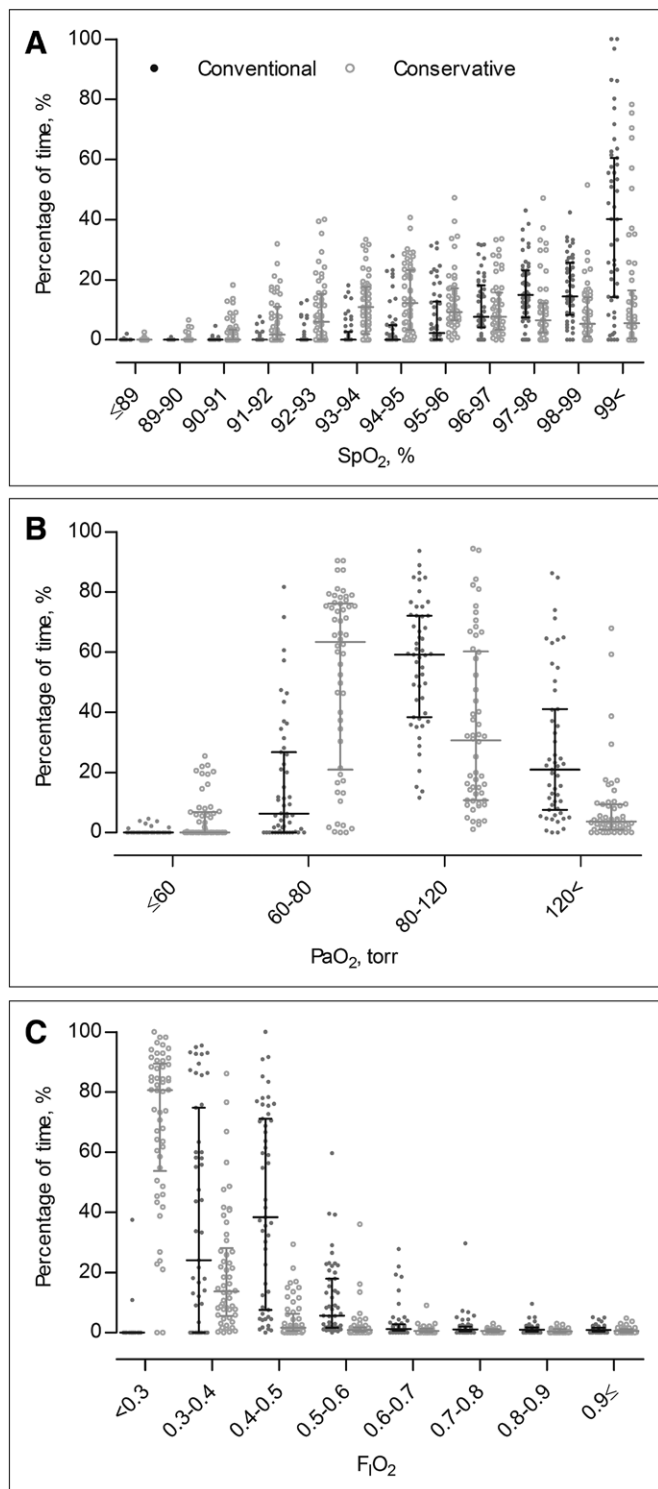 A
Conventional Conservative
Percentage of time, %
100
80
60
40
20
0
≤89 89-90 90-91 91-92 92-93 93-94 94-95 95-96 96-97 97-98 98-99 99<
SpO₂, %
B
Percentage of time, %
100
80
60
40
20
0
≤60 60-80 80-120 120<
PaO₂, torr
C
Percentage of time, %
100
80
60
40
20
0
<0.3 0.3-0.4 0.4-0.5 0.5-0.6 0.6-0.7 0.7-0.8 0.8-0.9 0.9≤
FIO₂